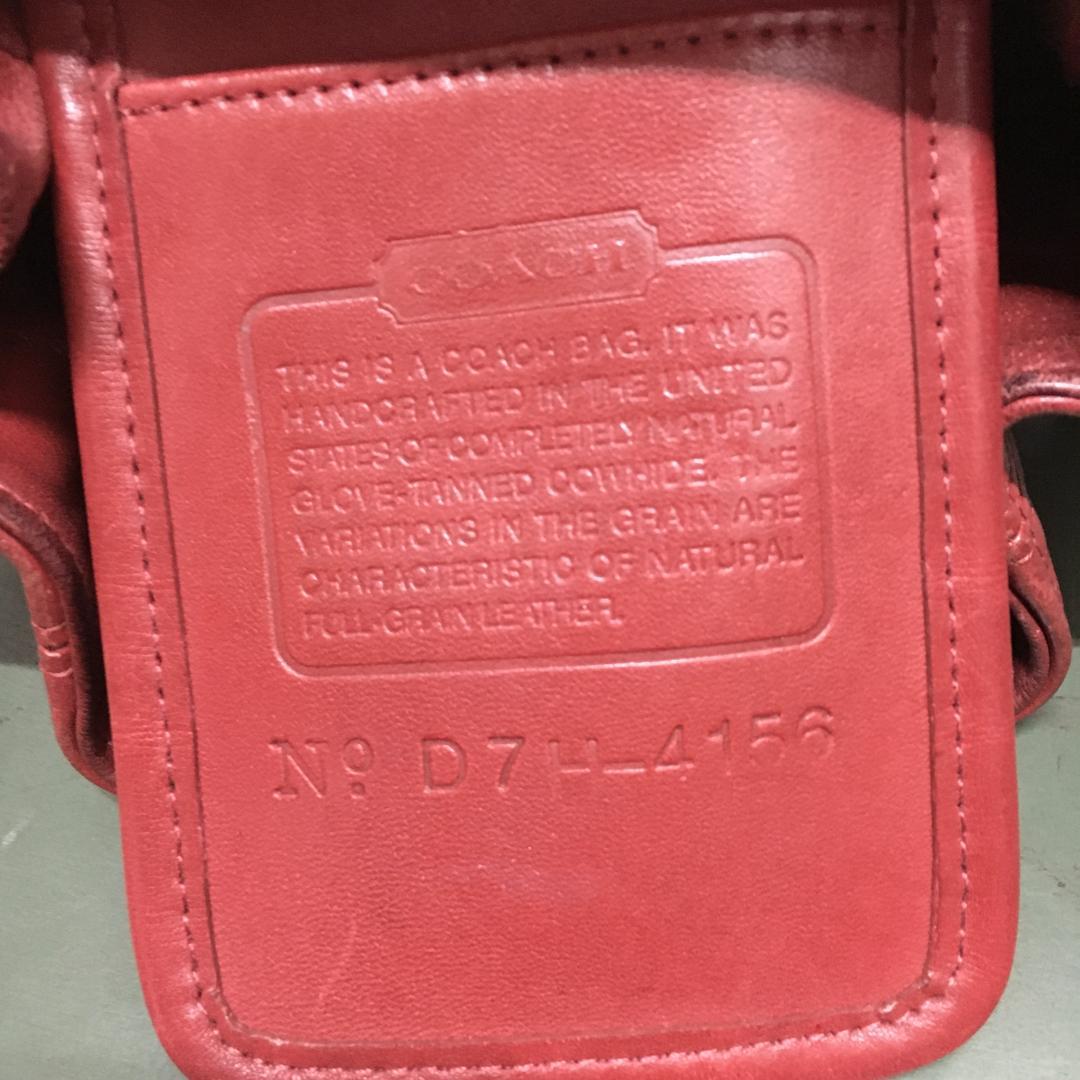 COACH
THIS IS A COACH BAG. IT WAS
HANDCRAFTED IN THE UNITED
STATES OF COMPLETELY NATURAL
GLOVE-TANNED COWHIDE. THE
VARIATIONS IN THE GRAIN ARE
CHARACTERISTIC OF NATURAL
FULL-GRAIN LEATHER.
Nº D7H-4156